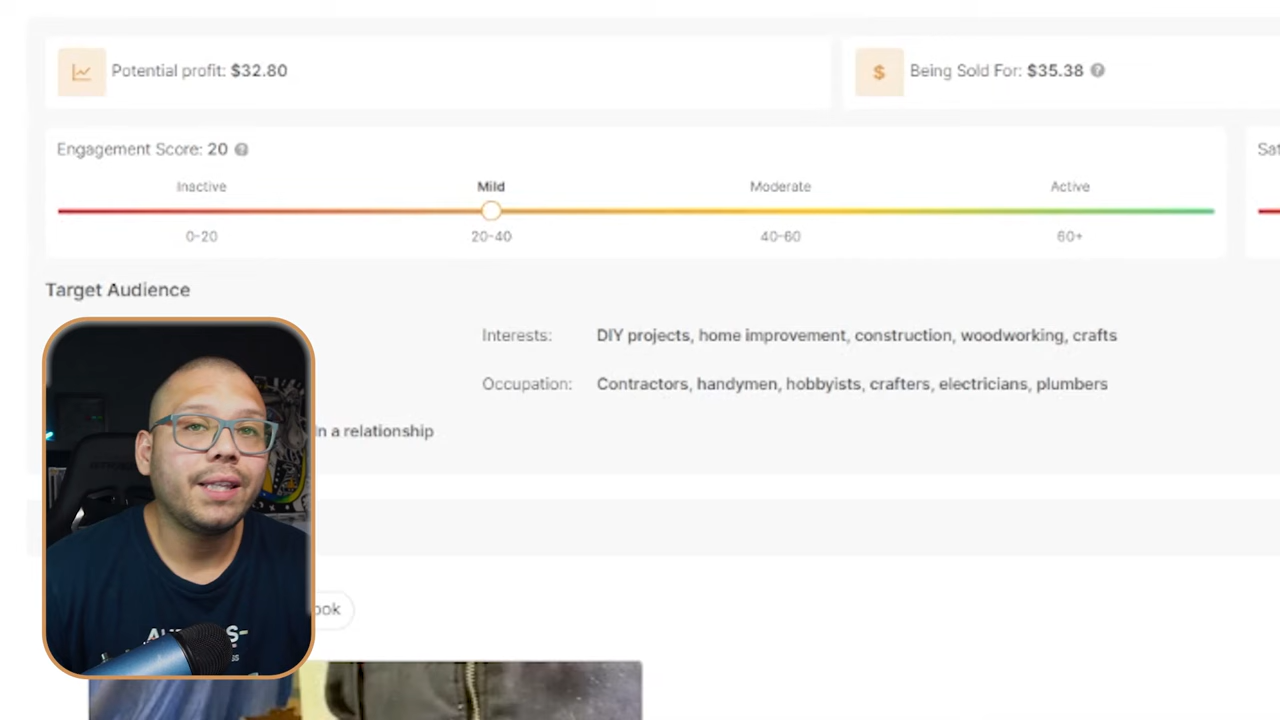 Potential profit: $32.80
Being Sold For: $35.38 ?
Engagement Score: 20 ?
Inactive Mild Moderate Active
0-20 20-40 40-60 60+
Target Audience
Interests: DIY projects, home improvement, construction, woodworking, crafts
Occupation: Contractors, handymen, hobbyists, crafters, electricians, plumbers
In a relationship